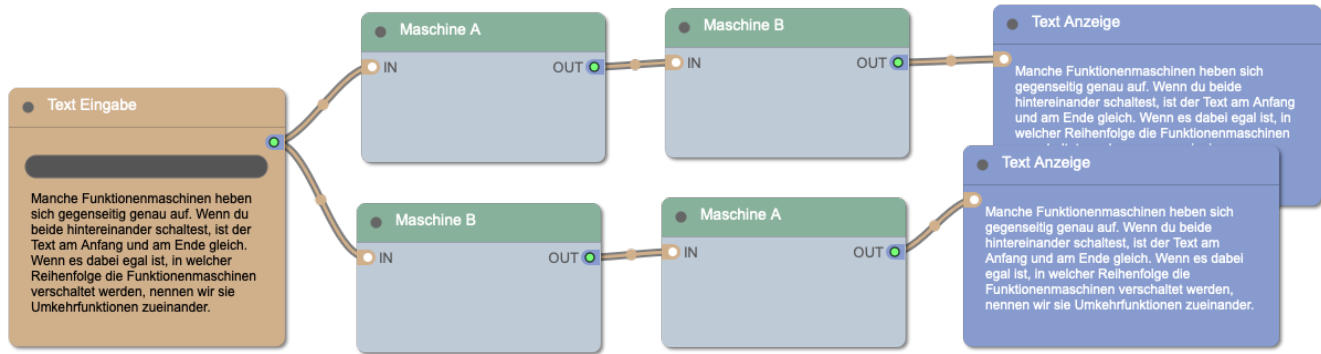 Text Eingabe
Manche Funktionenmaschinen heben
sich gegenseitig genau auf. Wenn du
beide hintereinander schaltest, ist der
Text am Anfang und am Ende gleich.
Wenn es dabei egal ist, in welcher
Reihenfolge die Funktionenmaschinen
verschaltet werden, nennen wir sie
Umkehrfunktionen zueinander.
Maschine A
IN
OUT
Maschine B
IN
OUT
Text Anzeige
Manche Funktionenmaschinen heben sich
gegenseitig genau auf. Wenn du beide
hintereinander schaltest, ist der Text am Anfang
und am Ende gleich. Wenn es dabei egal ist, in
welcher Reihenfolge die Funktionenmaschinen
Maschine B
IN
OUT
Maschine A
IN
OUT
Text Anzeige
Manche Funktionenmaschinen heben sich
gegenseitig genau auf. Wenn du beide
hintereinander schaltest, ist der Text am
Anfang und am Ende gleich. Wenn es dabei
egal ist, in welcher Reihenfolge die
Funktionenmaschinen verschaltet werden,
nennen wir sie Umkehrfunktionen zueinander.